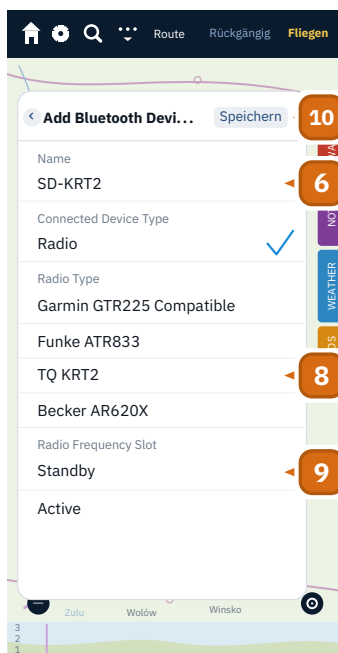 Route Rückgängig Fliegen
Add Bluetooth Devi... Speichern 10
Name
SD-KRT2 6
Connected Device Type
Radio
Radio Type
Garmin GTR225 Compatible
WEATHER
Funke ATR833
TQ KRT2 8
Becker AR620X
Radio Frequency Slot
Standby 9
Active
Zulu Wolów Winsko
3
2
1